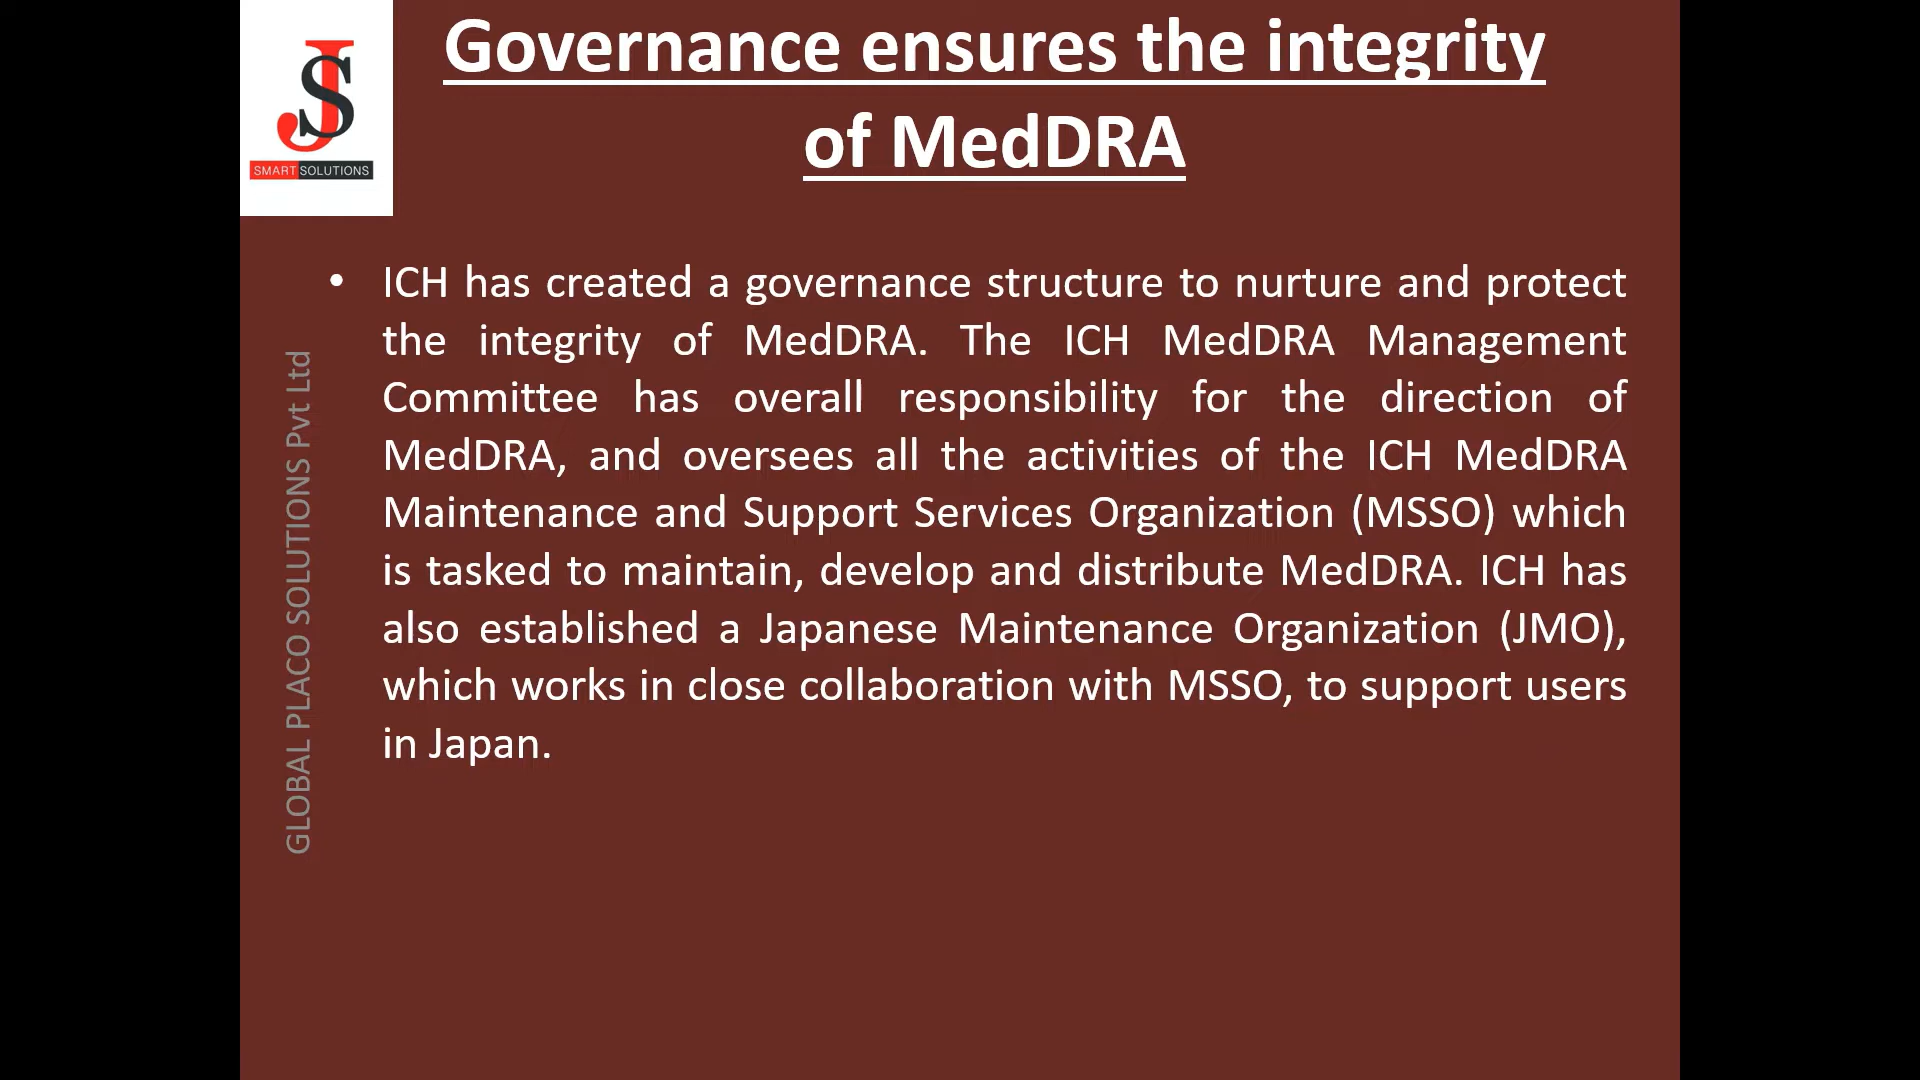 JS
SMART SOLUTIONS
Governance ensures the integrity
of MedDRA
GLOBAL PLACO SOLUTIONS Pvt Ltd
• ICH has created a governance structure to nurture and protect
the integrity of MedDRA. The ICH MedDRA Management
Committee has overall responsibility for the direction of
MedDRA, and oversees all the activities of the ICH MedDRA
Maintenance and Support Services Organization (MSSO) which
is tasked to maintain, develop and distribute MedDRA. ICH has
also established a Japanese Maintenance Organization (JMO),
which works in close collaboration with MSSO, to support users
in Japan.